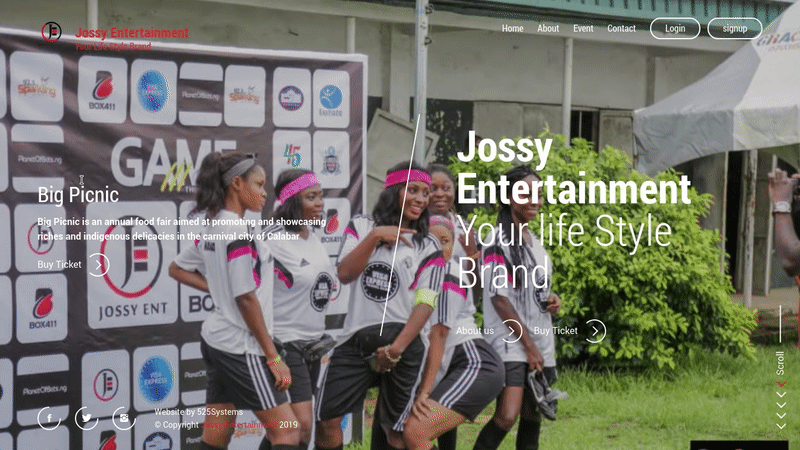 Jossy Entertainment
Your Life Style Brand
Home
About
Event
Contact
Login
signup
GAME
BOX411
PlanetOfBeits.ng
JOSSY ENT
BOX411
Big Picnic
Big Picnic is an annual food fair aimed at promoting and showcasing
riches and indigenous delicacies in the carnival city of Calabar
Buy Ticket
Jossy
Entertainment
Your life Style
Brand
About us
Buy Ticket
Scroll
Website by 525Systems
© Copyright Jossy Entertainment 2019